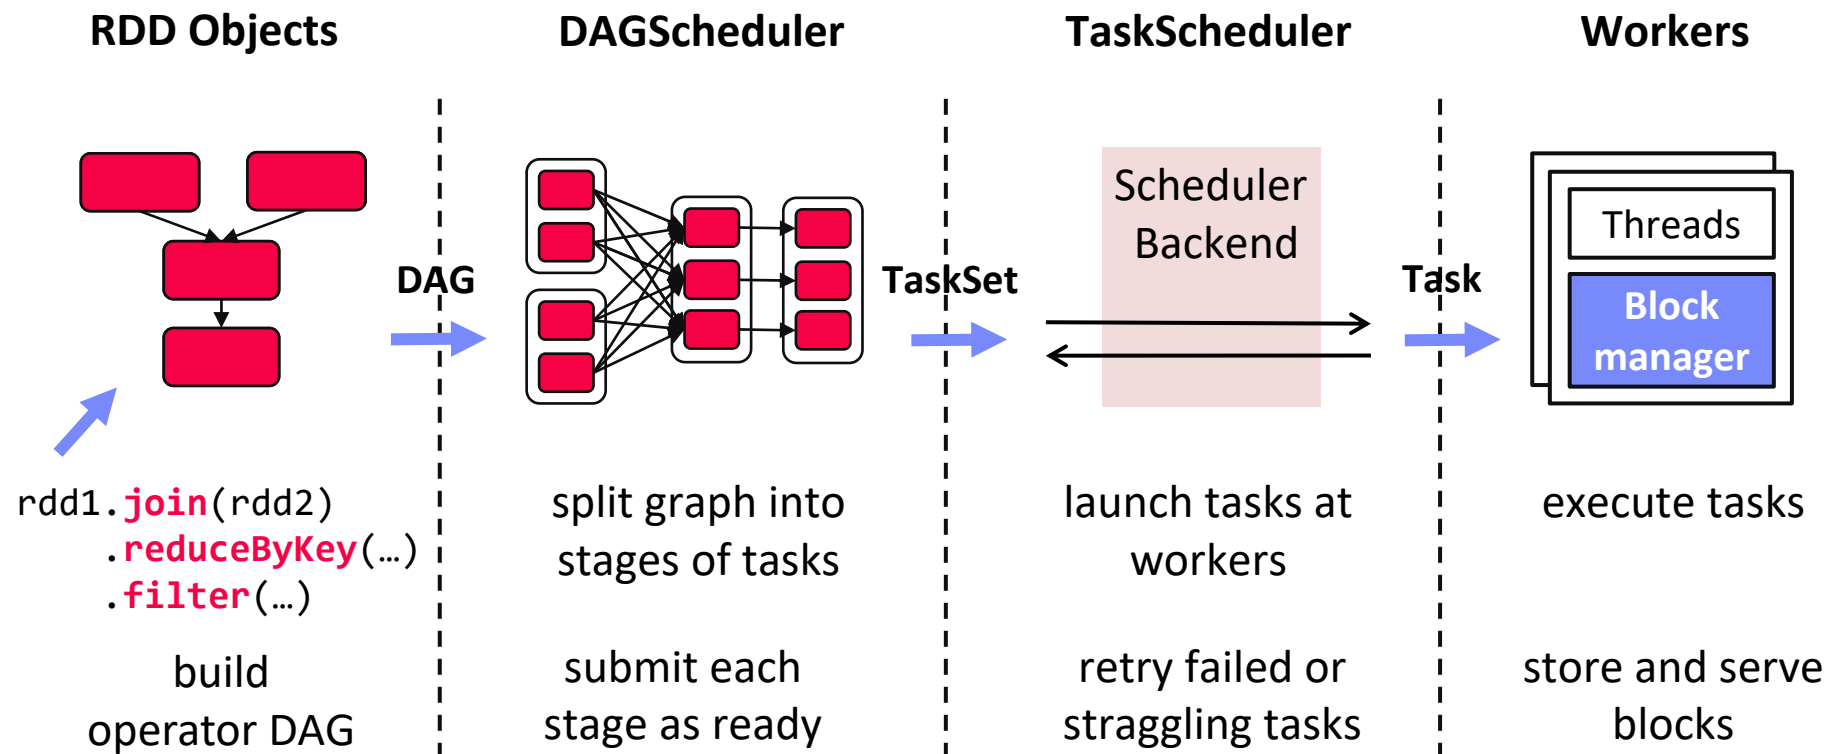 RDD Objects
DAGScheduler
TaskScheduler
Workers
DAG
TaskSet
Scheduler
Backend
Task
Threads
Block
manager
rdd1.join(rdd2)
.reduceByKey(…)
.filter(…)
split graph into
stages of tasks
launch tasks at
workers
execute tasks
build
operator DAG
submit each
stage as ready
retry failed or
straggling tasks
store and serve
blocks